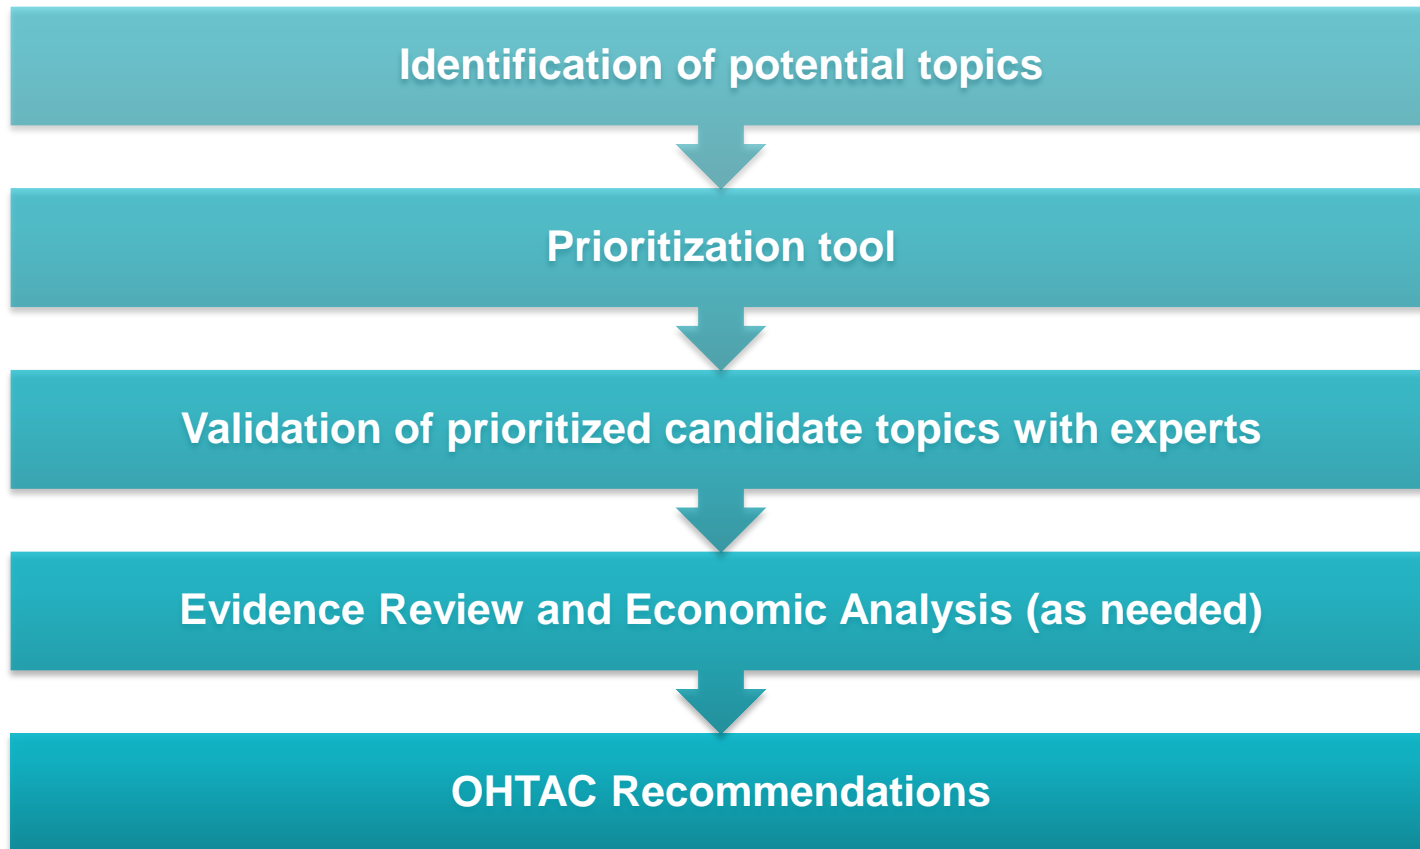 Identification of potential topics
Prioritization tool
Validation of prioritized candidate topics with experts
Evidence Review and Economic Analysis (as needed)
OHTAC Recommendations